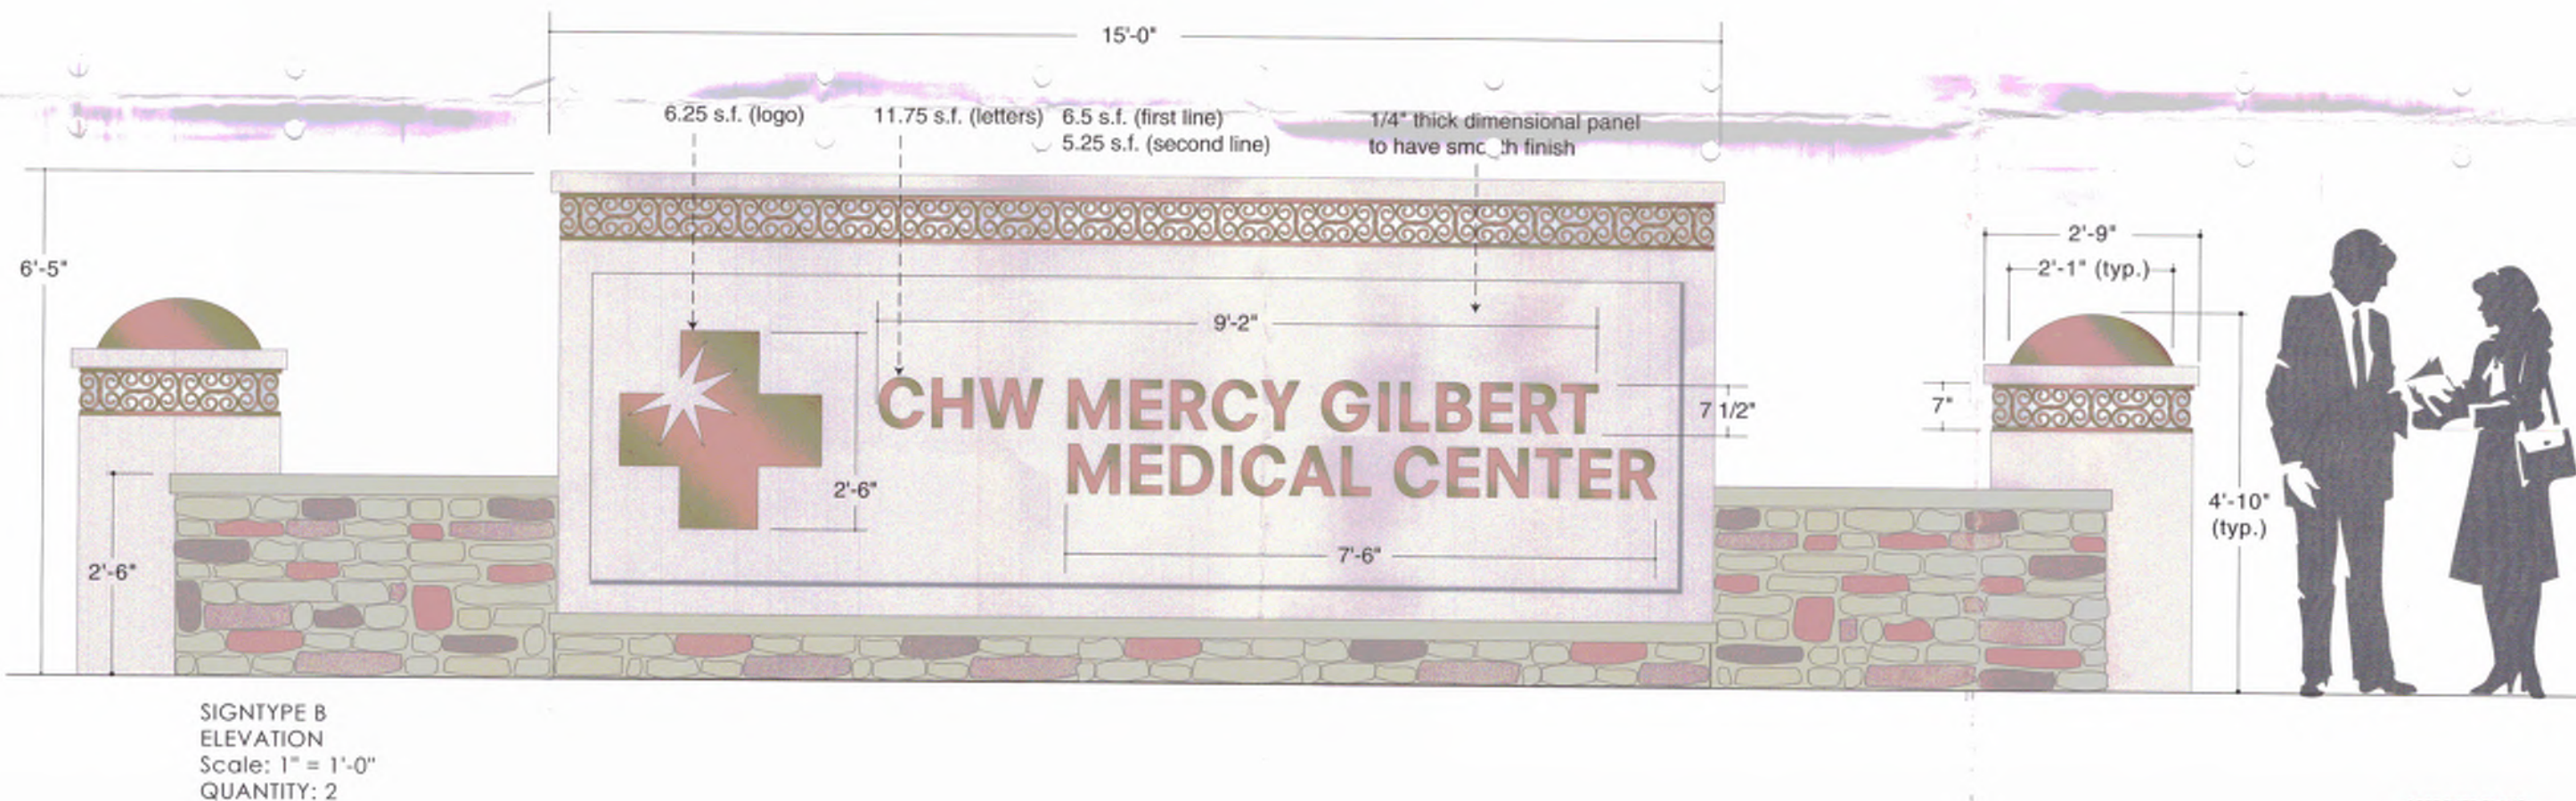 15'-0"
6.25 s.f. (logo)
11.75 s.f. (letters)
6.5 s.f. (first line)
5.25 s.f. (second line)
1/4" thick dimensional panel
to have smooth finish
6'-5"
2'-9"
2'-1" (typ.)
9'-2"
CHW MERCY GILBERT
MEDICAL CENTER
7 1/2"
7"
2'-6"
4'-10"
(typ.)
7'-6"
2'-6"
SIGNTYPE B
ELEVATION
Scale: 1" = 1'-0"
QUANTITY: 2